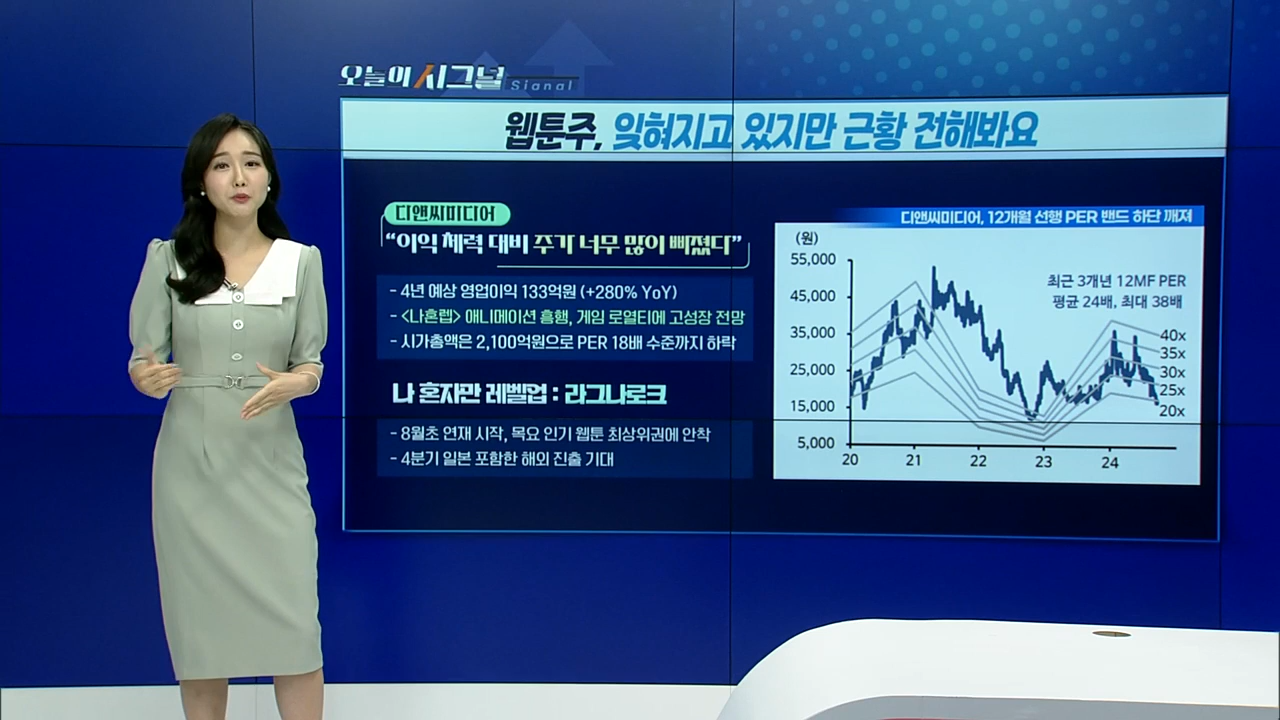 오늘의 시그널
Signal
웹툰주, 잊혀지고 있지만 근황 전해봐요
디앤씨미디어
“이익 체력 대비 주가 너무 많이 빠졌다”
- 4년 예상 영업이익 133억원 (+280% YoY)
- <나혼렙> 애니메이션 흥행, 게임 로열티에 고성장 전망
- 시가총액은 2,100억원으로 PER 18배 수준까지 하락
나 혼자만 레벨업 : 라그나로크
- 8월초 연재 시작, 목요 인기 웹툰 최상위권에 안착
- 4분기 일본 포함한 해외 진출 기대
디앤씨미디어, 12개월 선행 PER 밴드 하단 깨져
(원)
55,000
45,000
35,000
25,000
15,000
5,000
최근 3개년 12MF PER
평균 24배, 최대 38배
40x
35x
30x
25x
20x
20 21 22 23 24